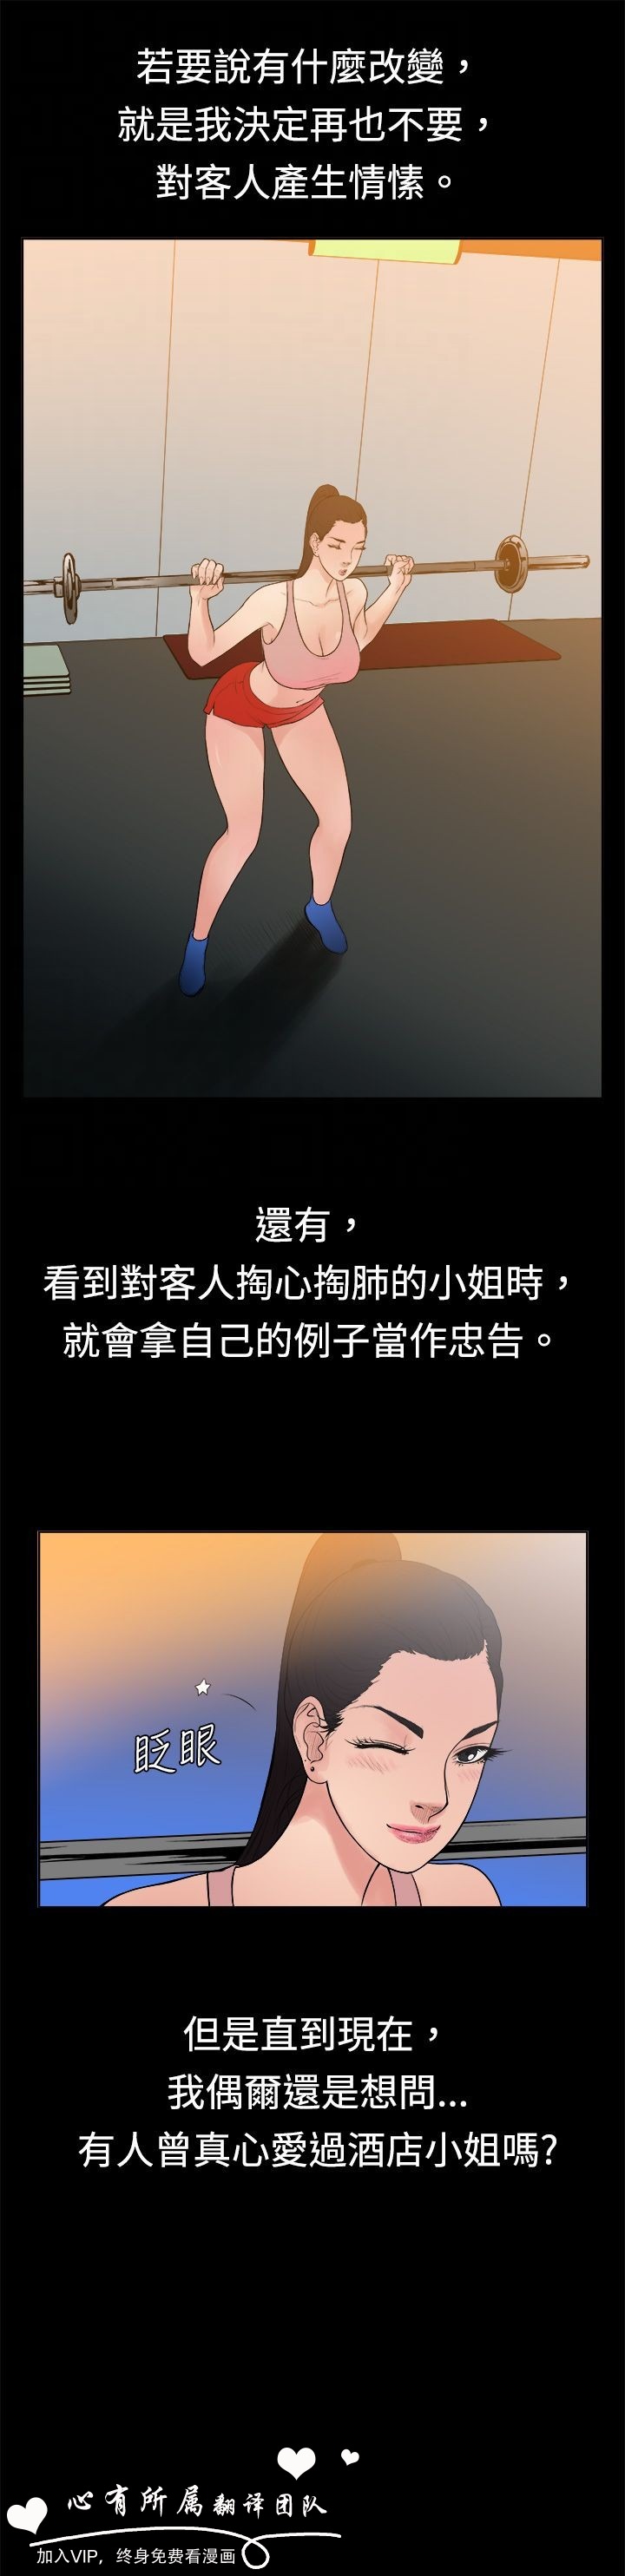 若要說有什麼改變，
就是我決定再也不要，
對客人產生情愫。
還有，
看到對客人掏心掏肺的小姐時，
就會拿自己的例子當作忠告。
眨眼
但是直到現在，
我偶爾還是想問...
有人曾真心愛過酒店小姐嗎?
心有所属翻译团队
加入VIP，终身免费看漫画